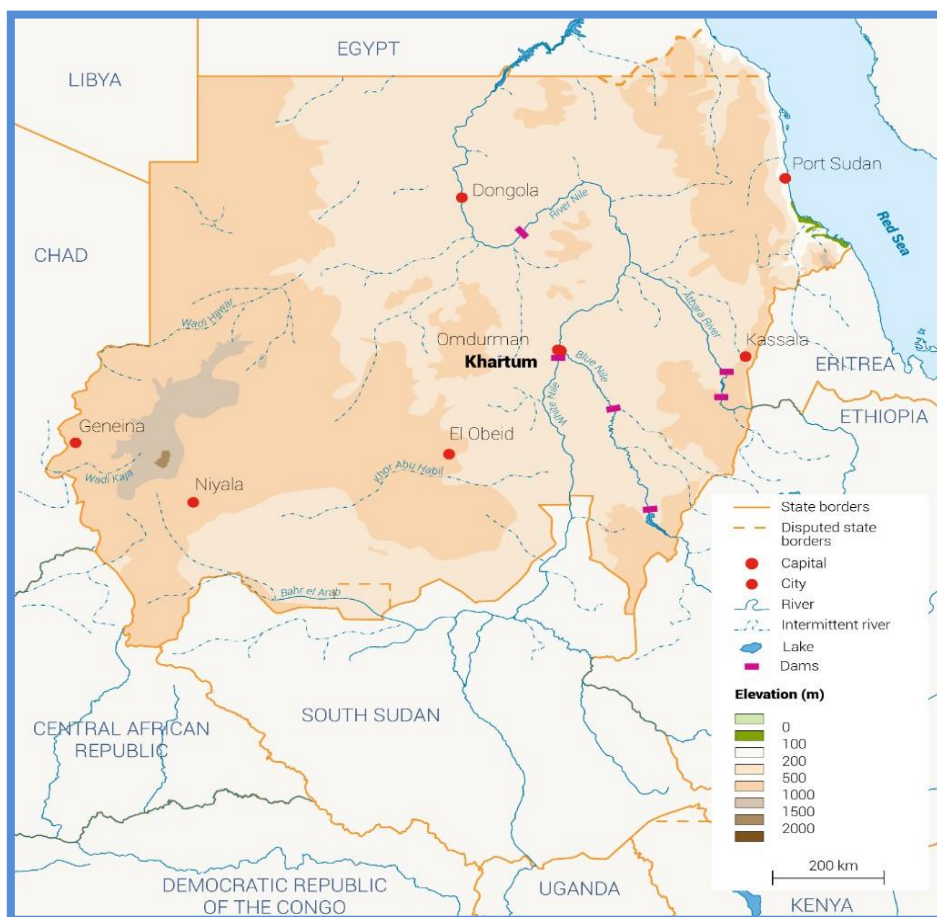 EGYPT
LIBYA
Port Sudan
Dongola
River Nile
Red Sea
CHAD
Atbara River
Wadi Hawar
Omdurman
Khartum
Kassala
Blue Nile
ERITREA
White Nile
ETHIOPIA
Geneina
El Obeid
Wadi Kaja
Khor Abu Habil
Niyala
Bahr el Arab
SOUTH SUDAN
CENTRAL AFRICAN
REPUBLIC
DEMOCRATIC REPUBLIC
OF THE CONGO
UGANDA
KENYA
State borders
Disputed state
borders
Capital
City
River
Intermittent river
Lake
Dams
Elevation (m)
0
100
200
500
1000
1500
2000
200 km